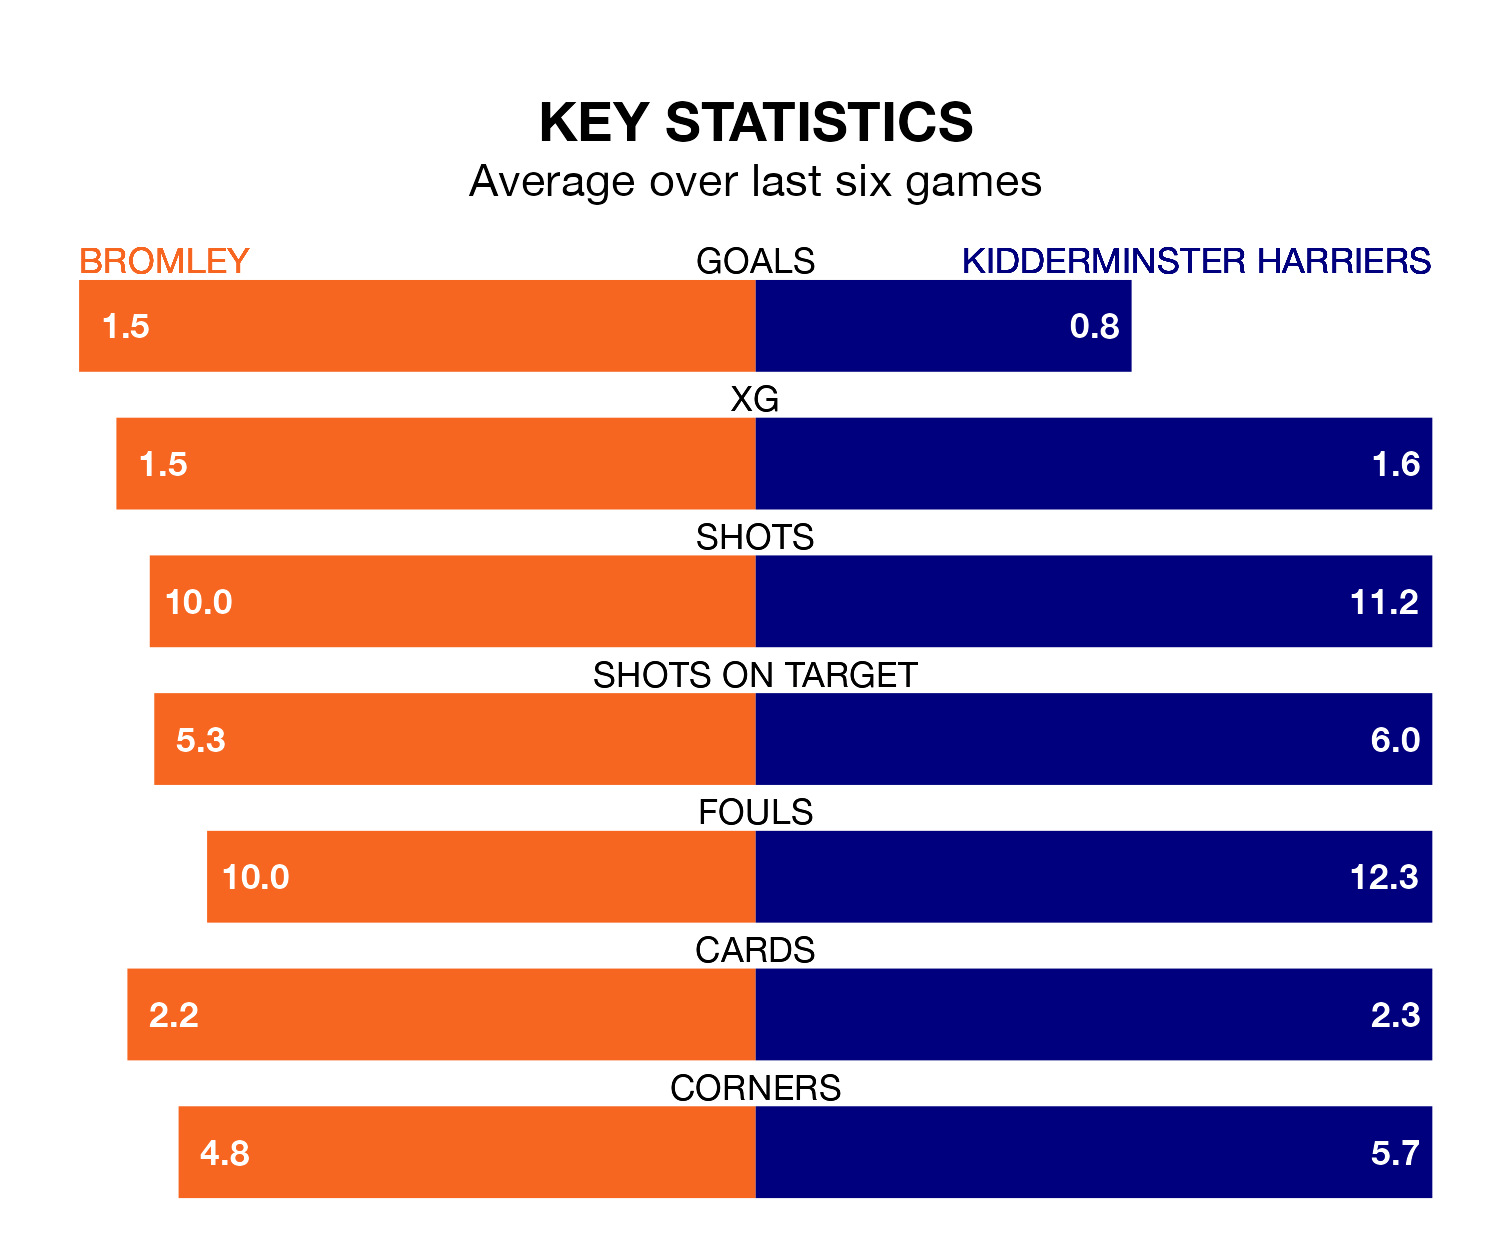 KEY STATISTICS
Average over last six games
BROMLEY GOALS KIDDERMINSTER HARRIERS
1.5 0.8
XG
1.5 1.6
SHOTS
10.0 11.2
SHOTS ON TARGET
5.3 6.0
FOULS
10.0 12.3
CARDS
2.2 2.3
CORNERS
4.8 5.7